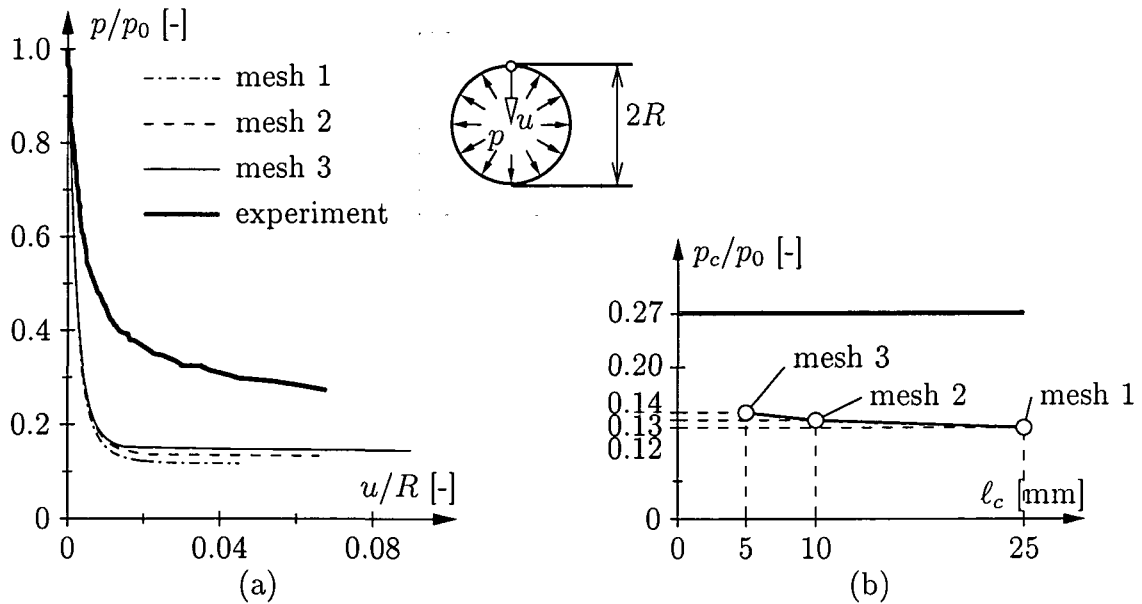 p/p₀ [-]
1.0
0.8
0.6
0.4
0.2
0
mesh 1
mesh 2
mesh 3
experiment
u
p
2R
u/R [-]
0
0.04
0.08
(a)
p_c/p₀ [-]
0.27
0.20
0.14
0.13
0.12
0
mesh 3
mesh 2
mesh 1
ℓ_c [mm]
0
5
10
25
(b)